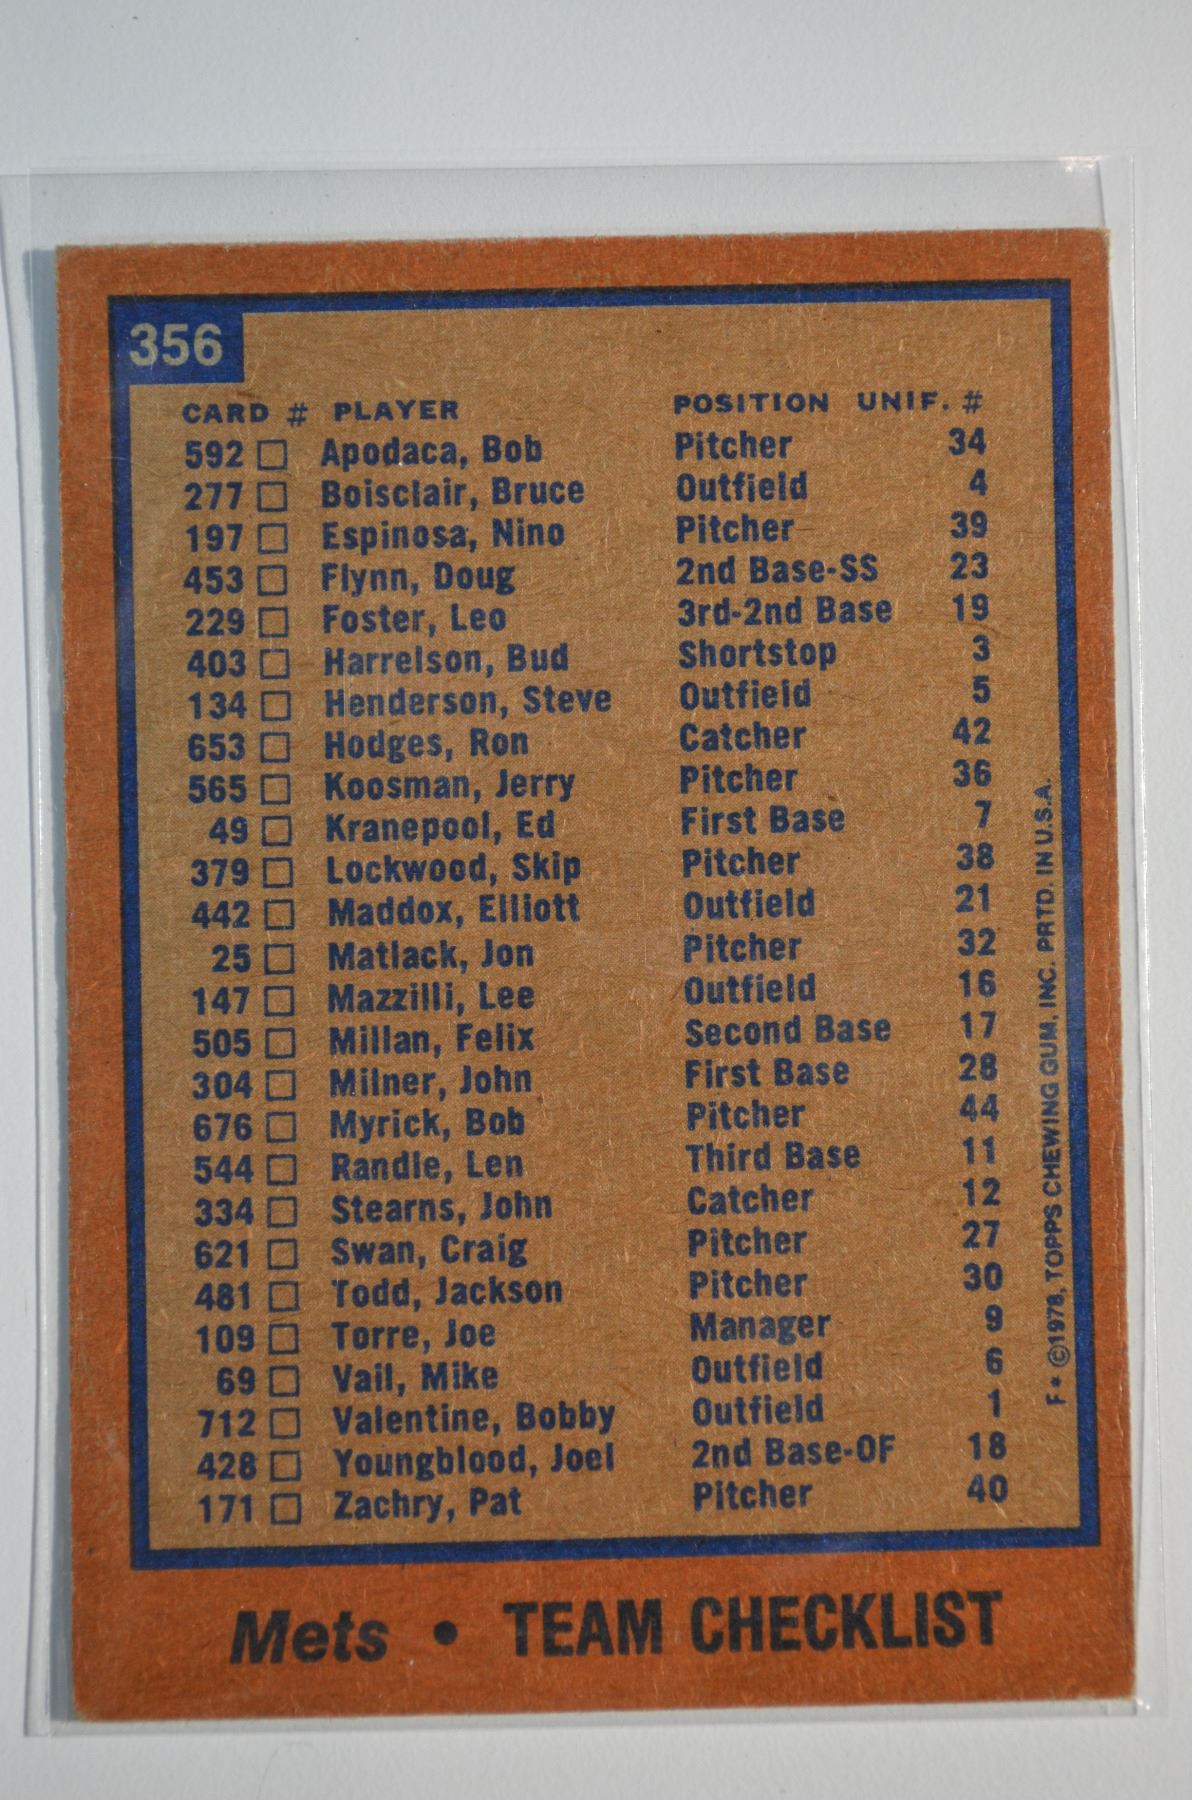 356
CARD # PLAYER POSITION UNIF. #
592 Apodaca, Bob Pitcher 34
277 Boisclair, Bruce Outfield 4
197 Espinosa, Nino Pitcher 39
453 Flynn, Doug 2nd Base-SS 23
229 Foster, Leo 3rd-2nd Base 19
403 Harrelson, Bud Shortstop 3
134 Henderson, Steve Outfield 5
653 Hodges, Ron Catcher 42
565 Koosman, Jerry Pitcher 36
49 Kranepool, Ed First Base 7
379 Lockwood, Skip Pitcher 38
442 Maddox, Elliott Outfield 21
25 Matlack, Jon Pitcher 32
147 Mazzilli, Lee Outfield 16
505 Millan, Felix Second Base 17
304 Milner, John First Base 28
676 Myrick, Bob Pitcher 44
544 Randle, Len Third Base 11
334 Stearns, John Catcher 12
621 Swan, Craig Pitcher 27
481 Todd, Jackson Pitcher 30
109 Torre, Joe Manager 9
69 Vail, Mike Outfield 6
712 Valentine, Bobby Outfield 1
428 Youngblood, Joel 2nd Base-OF 18
171 Zachry, Pat Pitcher 40
F* ©1978, TOPPS CHEWING GUM, INC. PRTD. IN U.S.A.
Mets • TEAM CHECKLIST